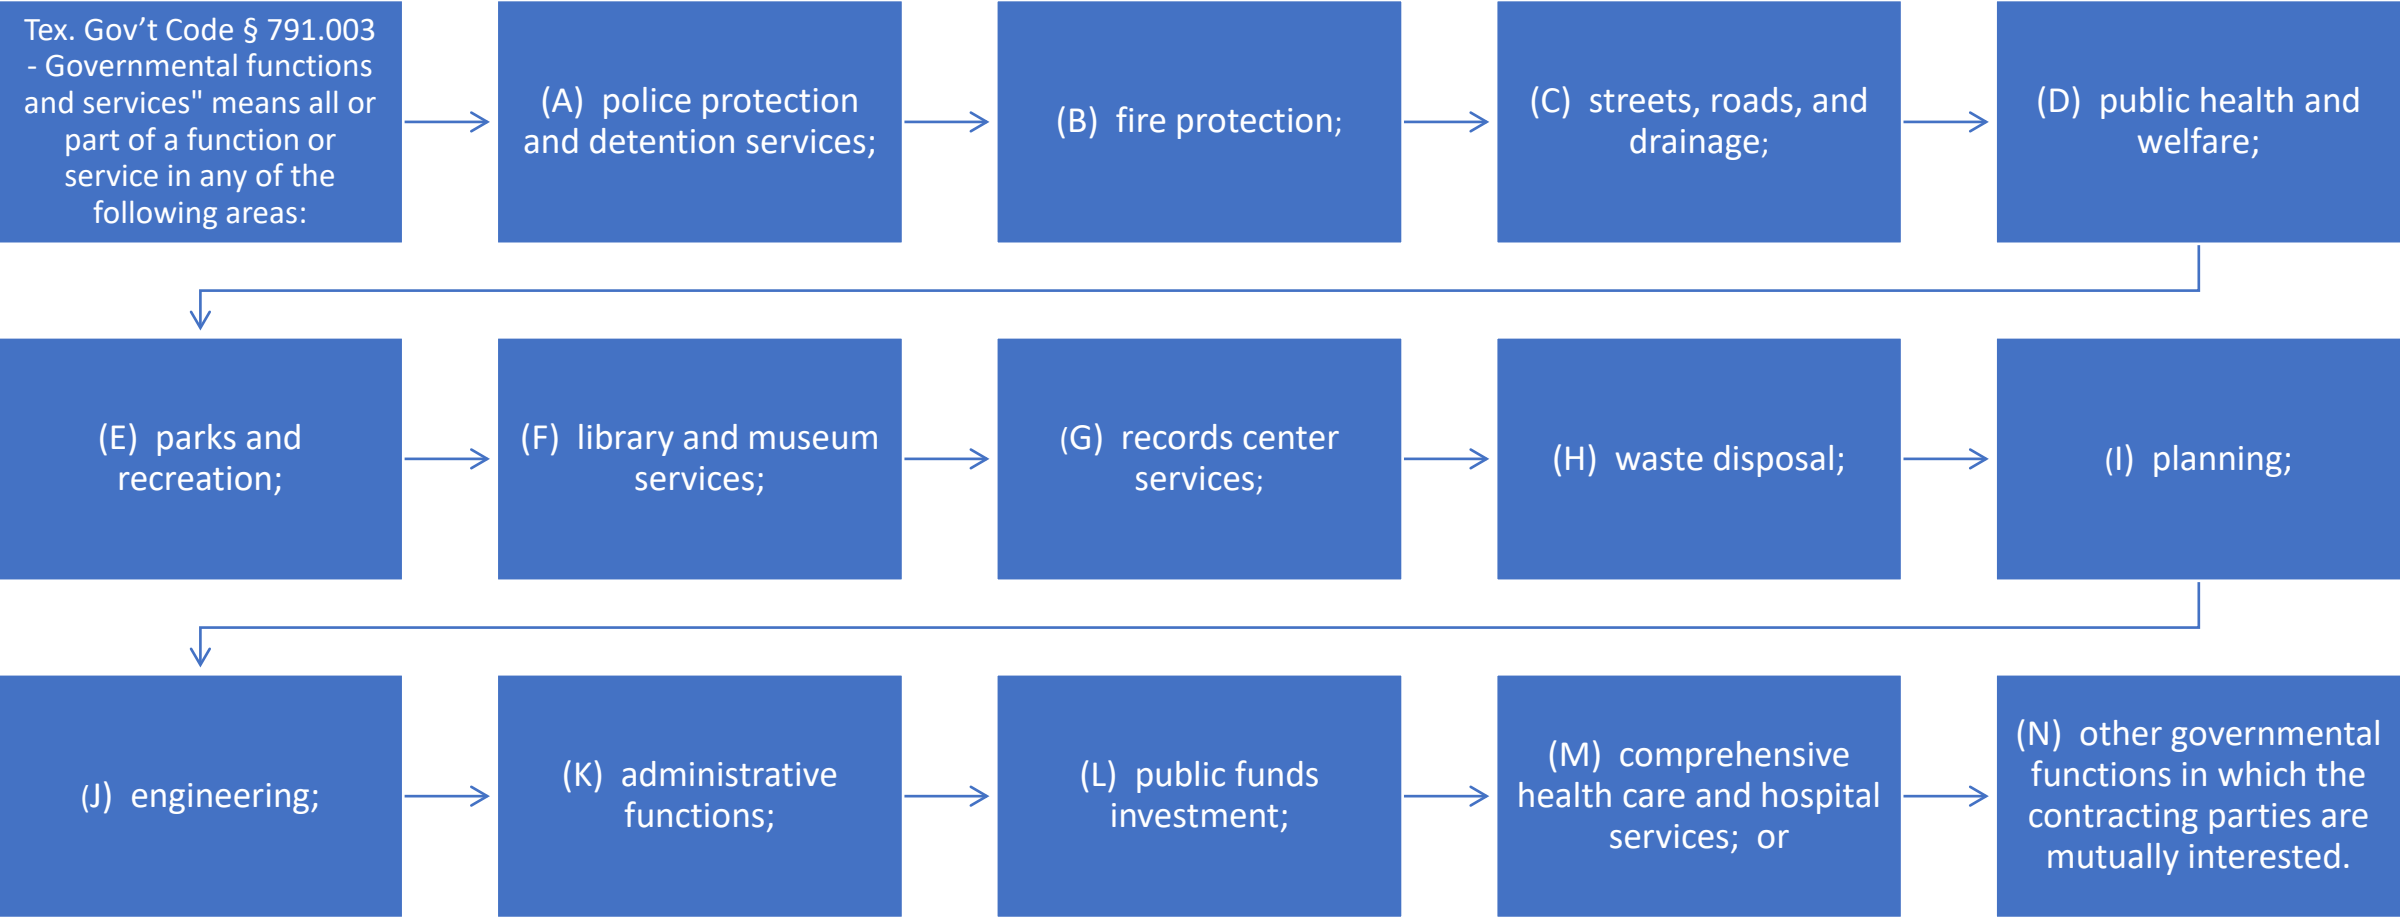 Tex. Gov’t Code § 791.003
- Governmental functions
and services" means all or
part of a function or
service in any of the
following areas:
(A) police protection
and detention services;
(B) fire protection;
(C) streets, roads, and
drainage;
(D) public health and
welfare;
(E) parks and
recreation;
(F) library and museum
services;
(G) records center
services;
(H) waste disposal;
(I) planning;
(J) engineering;
(K) administrative
functions;
(L) public funds
investment;
(M) comprehensive
health care and hospital
services; or
(N) other governmental
functions in which the
contracting parties are
mutually interested.